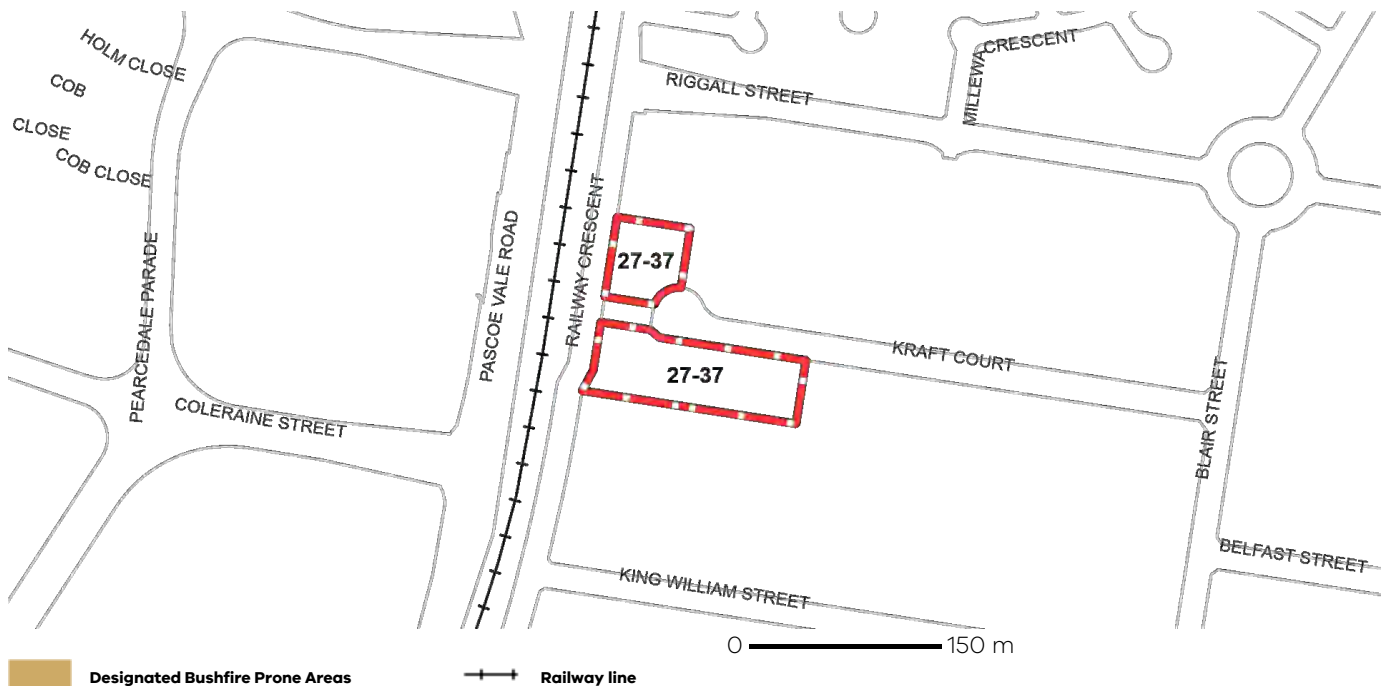 HOLM CLOSE
COB
CLOSE
COB CLOSE
PEARCEDALE PARADE
COLERAINE STREET
PASCOE VALE ROAD
RAILWAY CRESCENT
RIGGALL STREET
MILLEWA
CRESCENT
27-37
27-37
KRAFT COURT
BLAIR STREET
BELFAST STREET
KING WILLIAM STREET
0 150 m
Designated Bushfire Prone Areas
Railway line